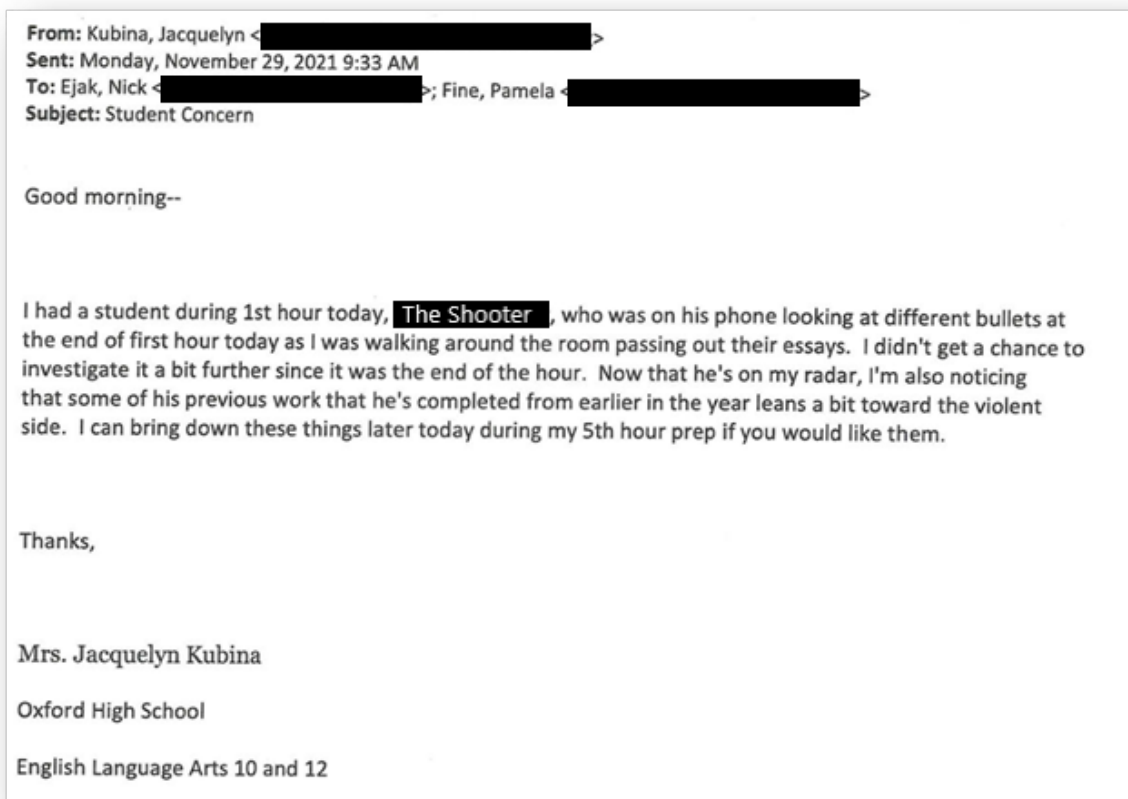 From: Kubina, Jacquelyn < >
Sent: Monday, November 29, 2021 9:33 AM
To: Ejak, Nick < >; Fine, Pamela < >
Subject: Student Concern
Good morning--
I had a student during 1st hour today, The Shooter , who was on his phone looking at different bullets at
the end of first hour today as I was walking around the room passing out their essays. I didn't get a chance to
investigate it a bit further since it was the end of the hour. Now that he's on my radar, I'm also noticing
that some of his previous work that he's completed from earlier in the year leans a bit toward the violent
side. I can bring down these things later today during my 5th hour prep if you would like them.
Thanks,
Mrs. Jacquelyn Kubina
Oxford High School
English Language Arts 10 and 12